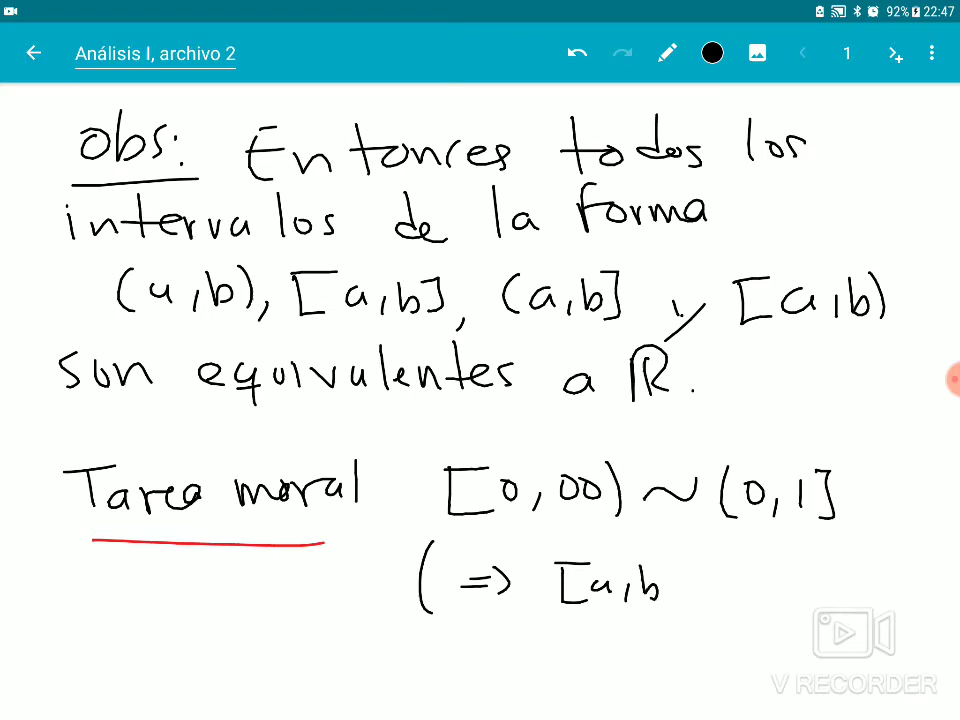 92% 22:47
Análisis I, archivo 2
1
Obs: Entonces todos los
intervalos de la forma
(a,b), [a,b], (a,b] y [a,b)
son equivalentes a ℝ.
Tarea moral [0,∞) ~ (0,1]
( => [a,b
V RECORDER